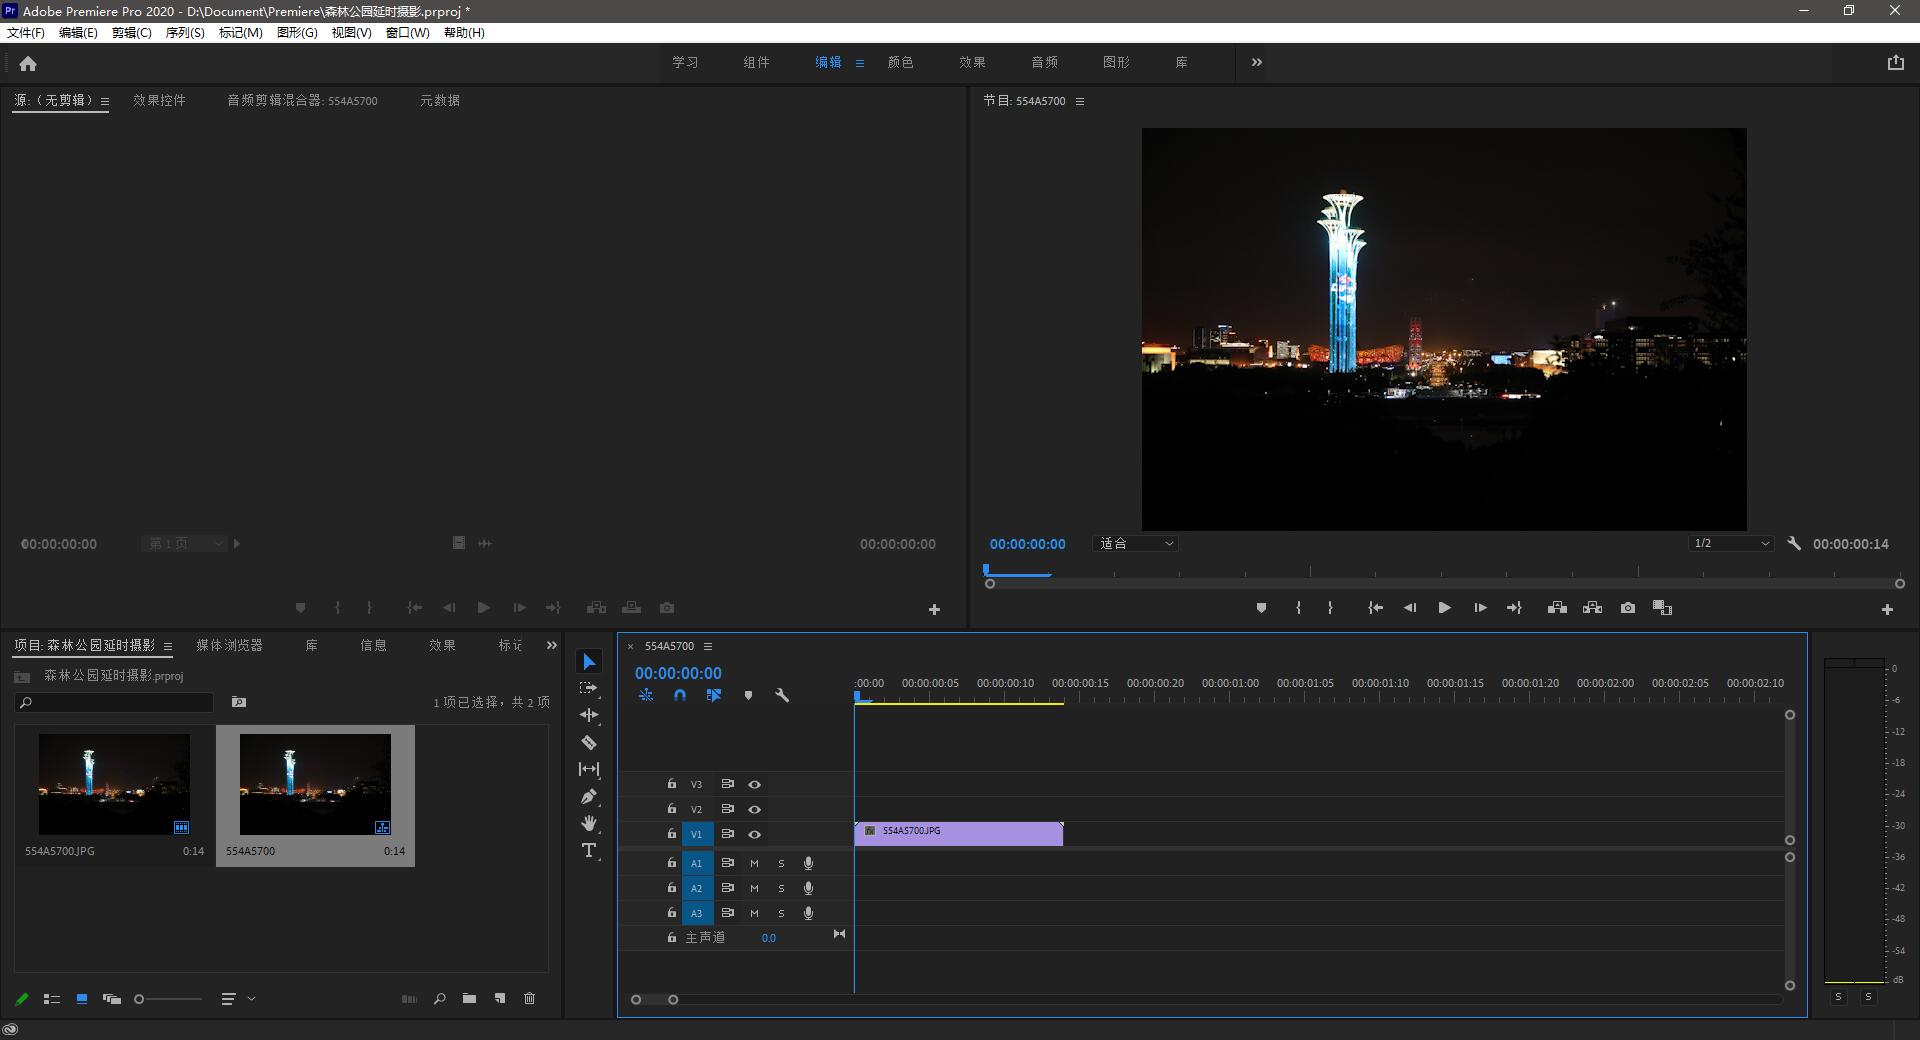 Adobe Premiere Pro 2020 - D:\Document\Premiere\森林公园延时摄影.prproj *
文件(F) 编辑(E) 剪辑(C) 序列(S) 标记(M) 图形(G) 视图(V) 窗口(W) 帮助(H)
学习 组件 编辑 颜色 效果 音频 图形 库
源:（无剪辑） 效果控件 音频剪辑混合器: 554A5700 元数据
节目: 554A5700
00:00:00:00 第 1 页 00:00:00:00
00:00:00:00 适合 1/2 00:00:00:14
项目: 森林公园延时摄影 媒体浏览器 库 信息 效果 标记
森林公园延时摄影.prproj
1 项已选择，共 2 项
554A5700.JPG 0:14
554A5700 0:14
554A5700
00:00:00:00
:00:00 00:00:00:05 00:00:00:10 00:00:00:15 00:00:00:20 00:00:01:00 00:00:01:05 00:00:01:10 00:00:01:15 00:00:01:20 00:00:02:00 00:00:02:05 00:00:02:10
V3
V2
V1 554A5700.JPG
A1 M S
A2 M S
A3 M S
主声道 0.0
0
-6
-12
-18
-24
-30
-36
-42
-48
-54
dB
S S